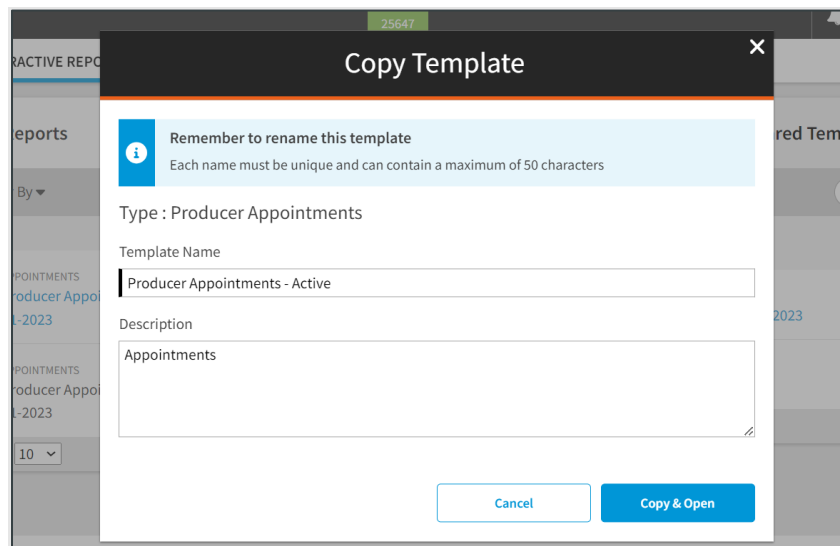 25647
RACTIVE REPO
Copy Template
eports
red Tem
Remember to rename this template
Each name must be unique and can contain a maximum of 50 characters
By
Type : Producer Appointments
Template Name
Producer Appointments - Active
POINTMENTS
roducer Appoi
1-2023
2023
Description
Appointments
POINTMENTS
roducer Appoi
1-2023
10
Cancel
Copy & Open